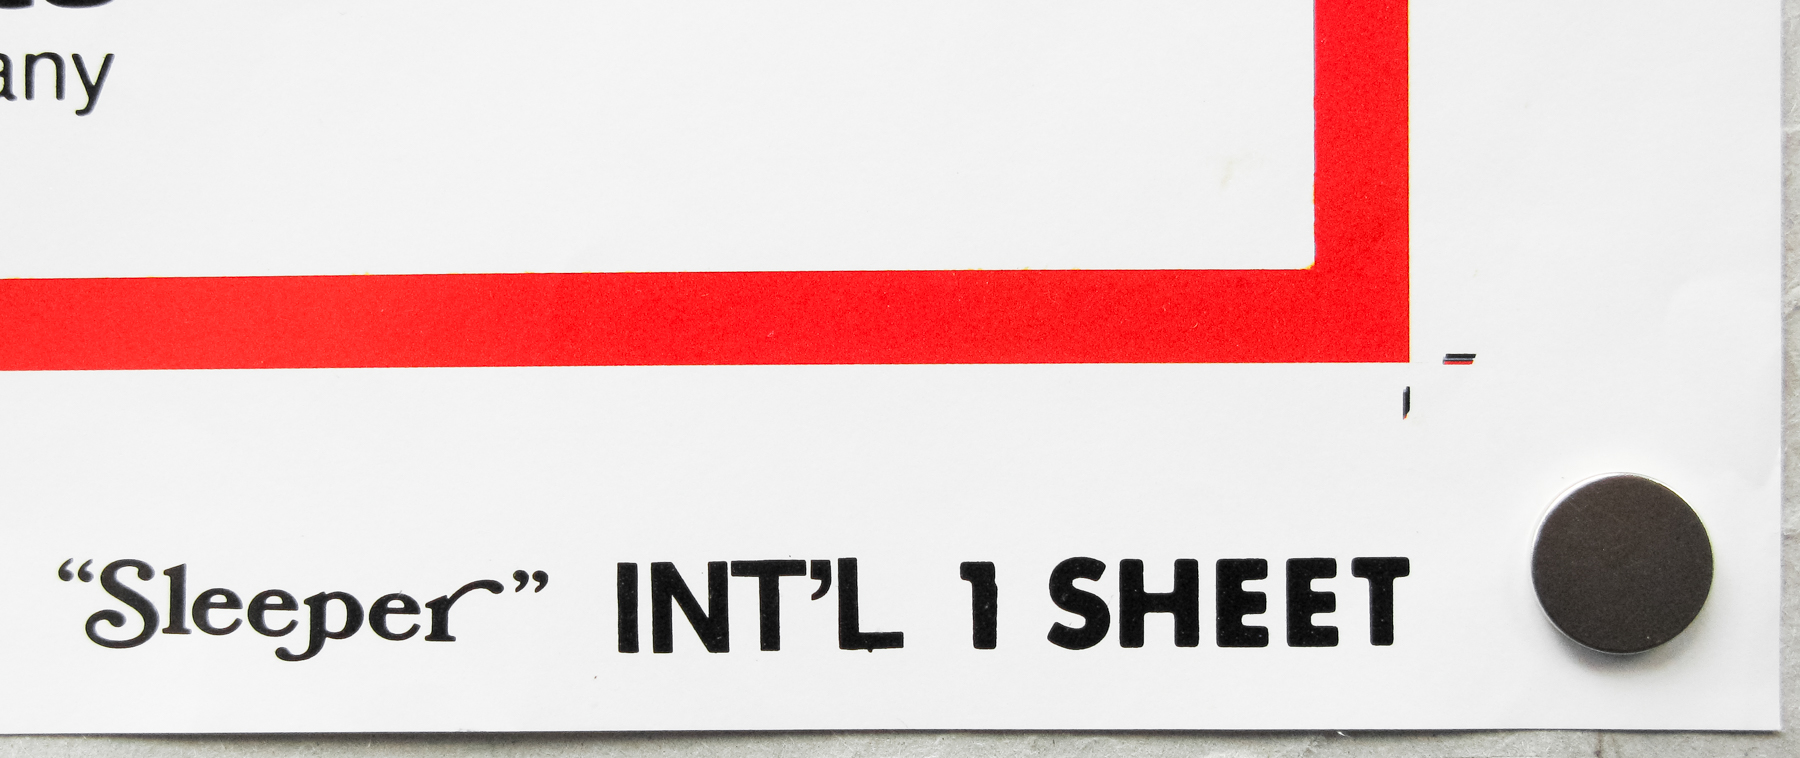 any
“Sleeper” INT’L 1 SHEET